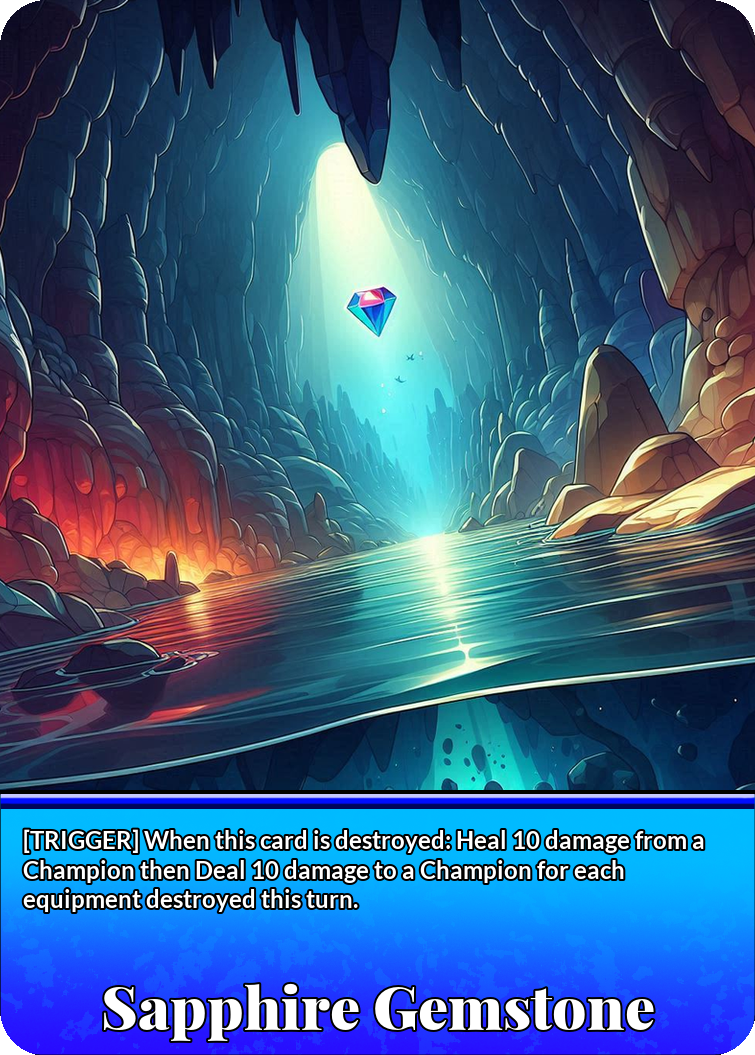 [TRIGGER] When this card is destroyed: Heal 10 damage from a
Champion then Deal 10 damage to a Champion for each
equipment destroyed this turn.
Sapphire Gemstone